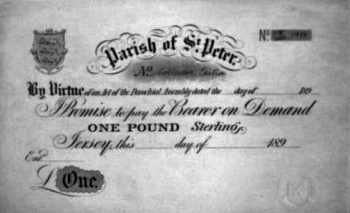 Parish of St. Peter.
No.
No.
By Virtue of an Act of the Parochial Assembly dated the day of 189
I Promise to pay the Bearer on Demand
ONE POUND Sterling
Jersey, this day of 189
Ent.
£ One.